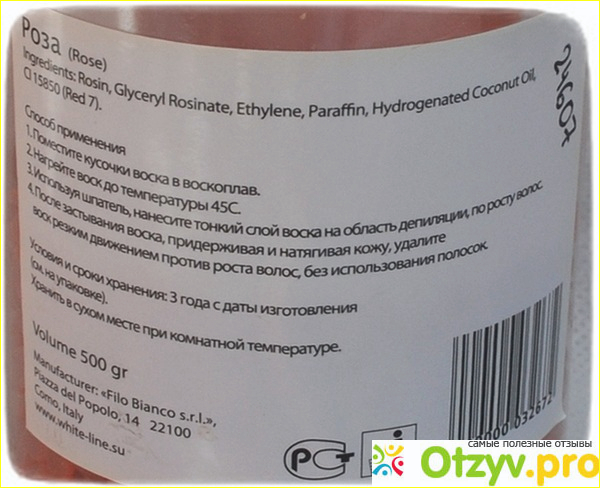 Роза (Rose)
Ingredients: Rosin, Glyceryl Rosinate, Ethylene, Paraffin, Hydrogenated Coconut Oil,
CI 15850 (Red 7).
24607
Способ применения
1.Поместите кусочки воска в воскоплав.
2.Нагрейте воск до температуры 45С.
3.Используя шпатель, нанесите тонкий слой воска на область депиляции, по росту волос
4.После застывания воска, придерживая и натягивая кожу, удалите
воск резким движением против роста волос, без использования полосок.
Условия и сроки хранения: 3 года с даты изготовления
(см. на упаковке).
Хранить в сухом месте при комнатной температуре.
Volume 500 gr
Manufacturer: «Filo Bianco s.r.l.»,
Piazza del Popolo, 14 22100
Como, Italy
www.white-line.su
032672
самые полезные отзывы
Otzyv.pro